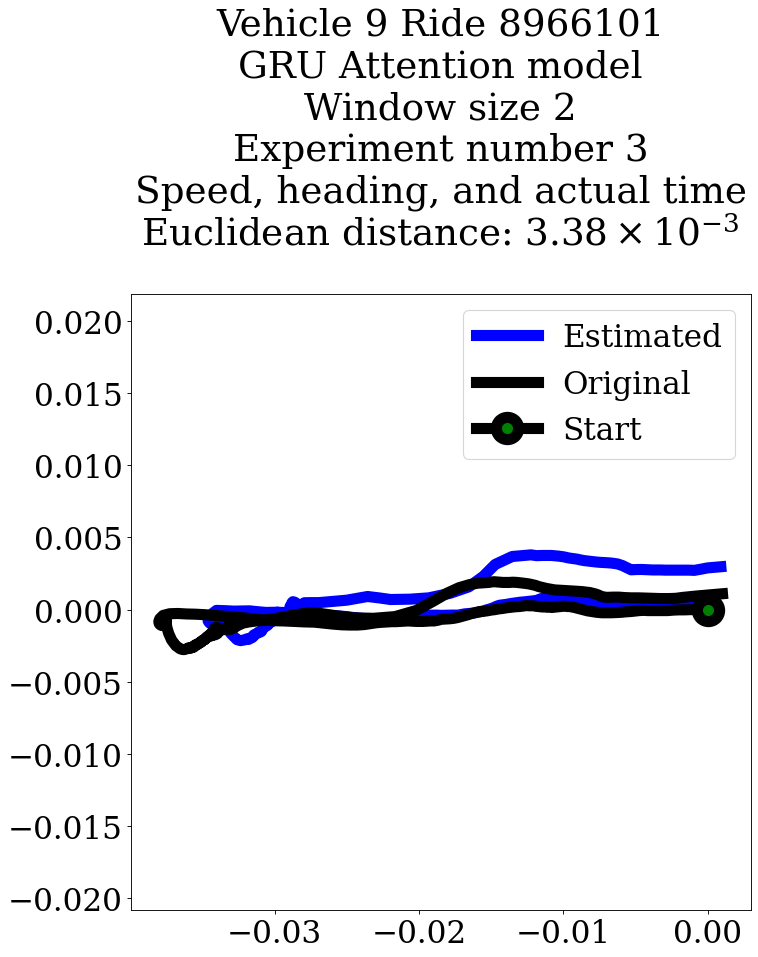 Vehicle 9 Ride 8966101
GRU Attention model
Window size 2
Experiment number 3
Speed, heading, and actual time
Euclidean distance: 3.38 × 10⁻³
Estimated
Original
Start
0.020
0.015
0.010
0.005
0.000
−0.005
−0.010
−0.015
−0.020
−0.03
−0.02
−0.01
0.00